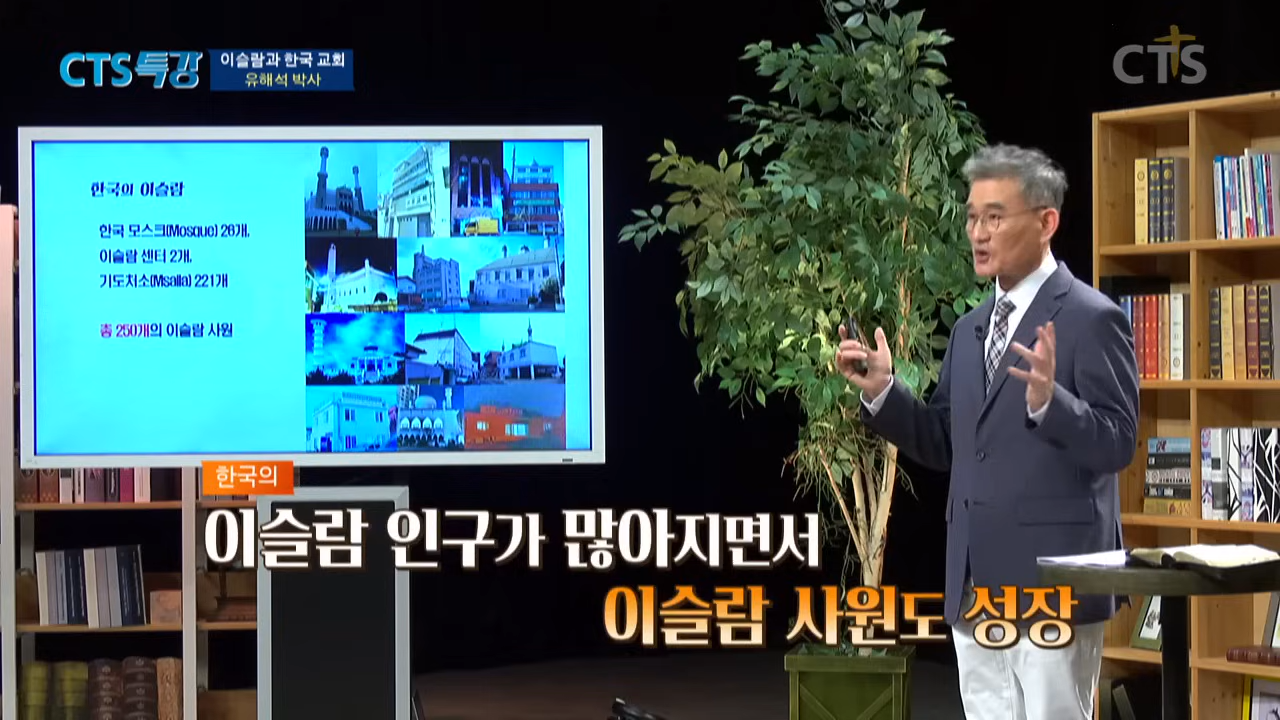 CTS특강
이슬람과 한국 교회
유해석 박사
CTS
한국의 이슬람
한국 모스크(Mosque) 26개,
이슬람 센터 2개,
기도처소(Msalla) 221개
총 250개의 이슬람 사원
한국의
이슬람 인구가 많아지면서
이슬람 사원도 성장